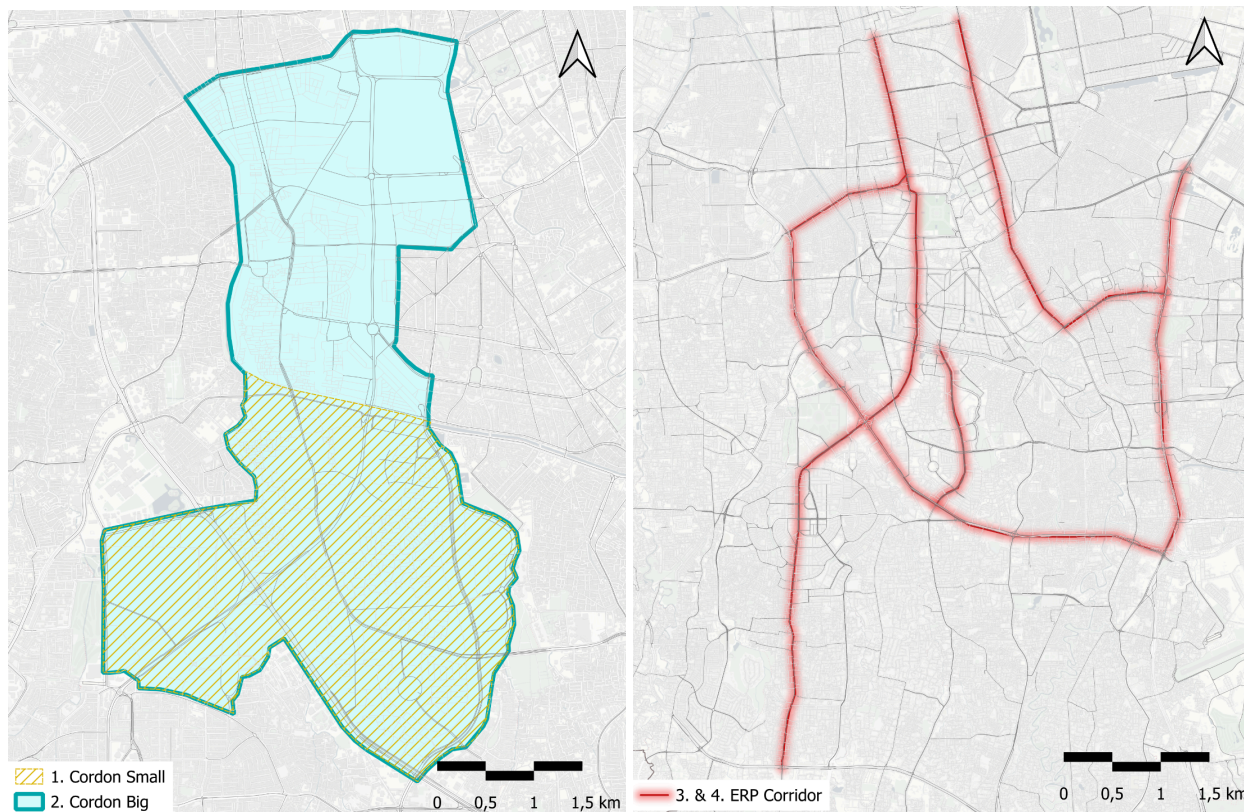 1. Cordon Small
2. Cordon Big
0 0,5 1 1,5 km
3. & 4. ERP Corridor
0 0,5 1 1,5 km